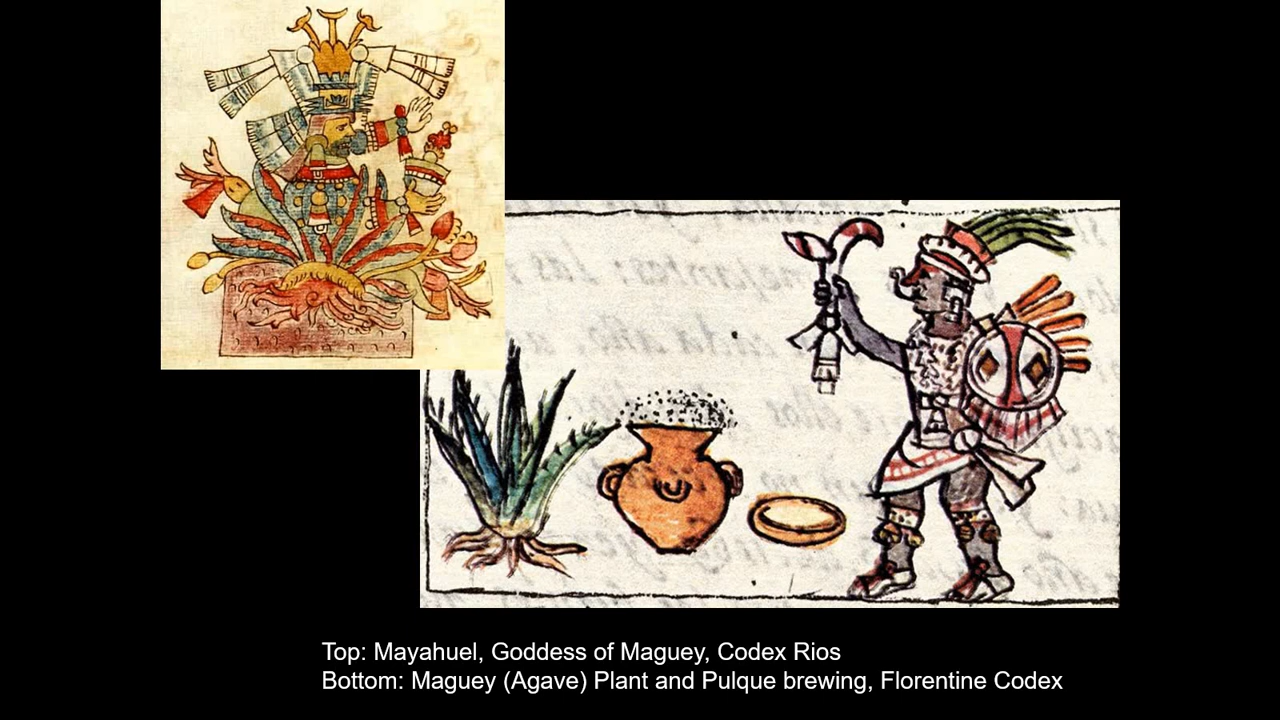 Top: Mayahuel, Goddess of Maguey, Codex Rios
Bottom: Maguey (Agave) Plant and Pulque brewing, Florentine Codex